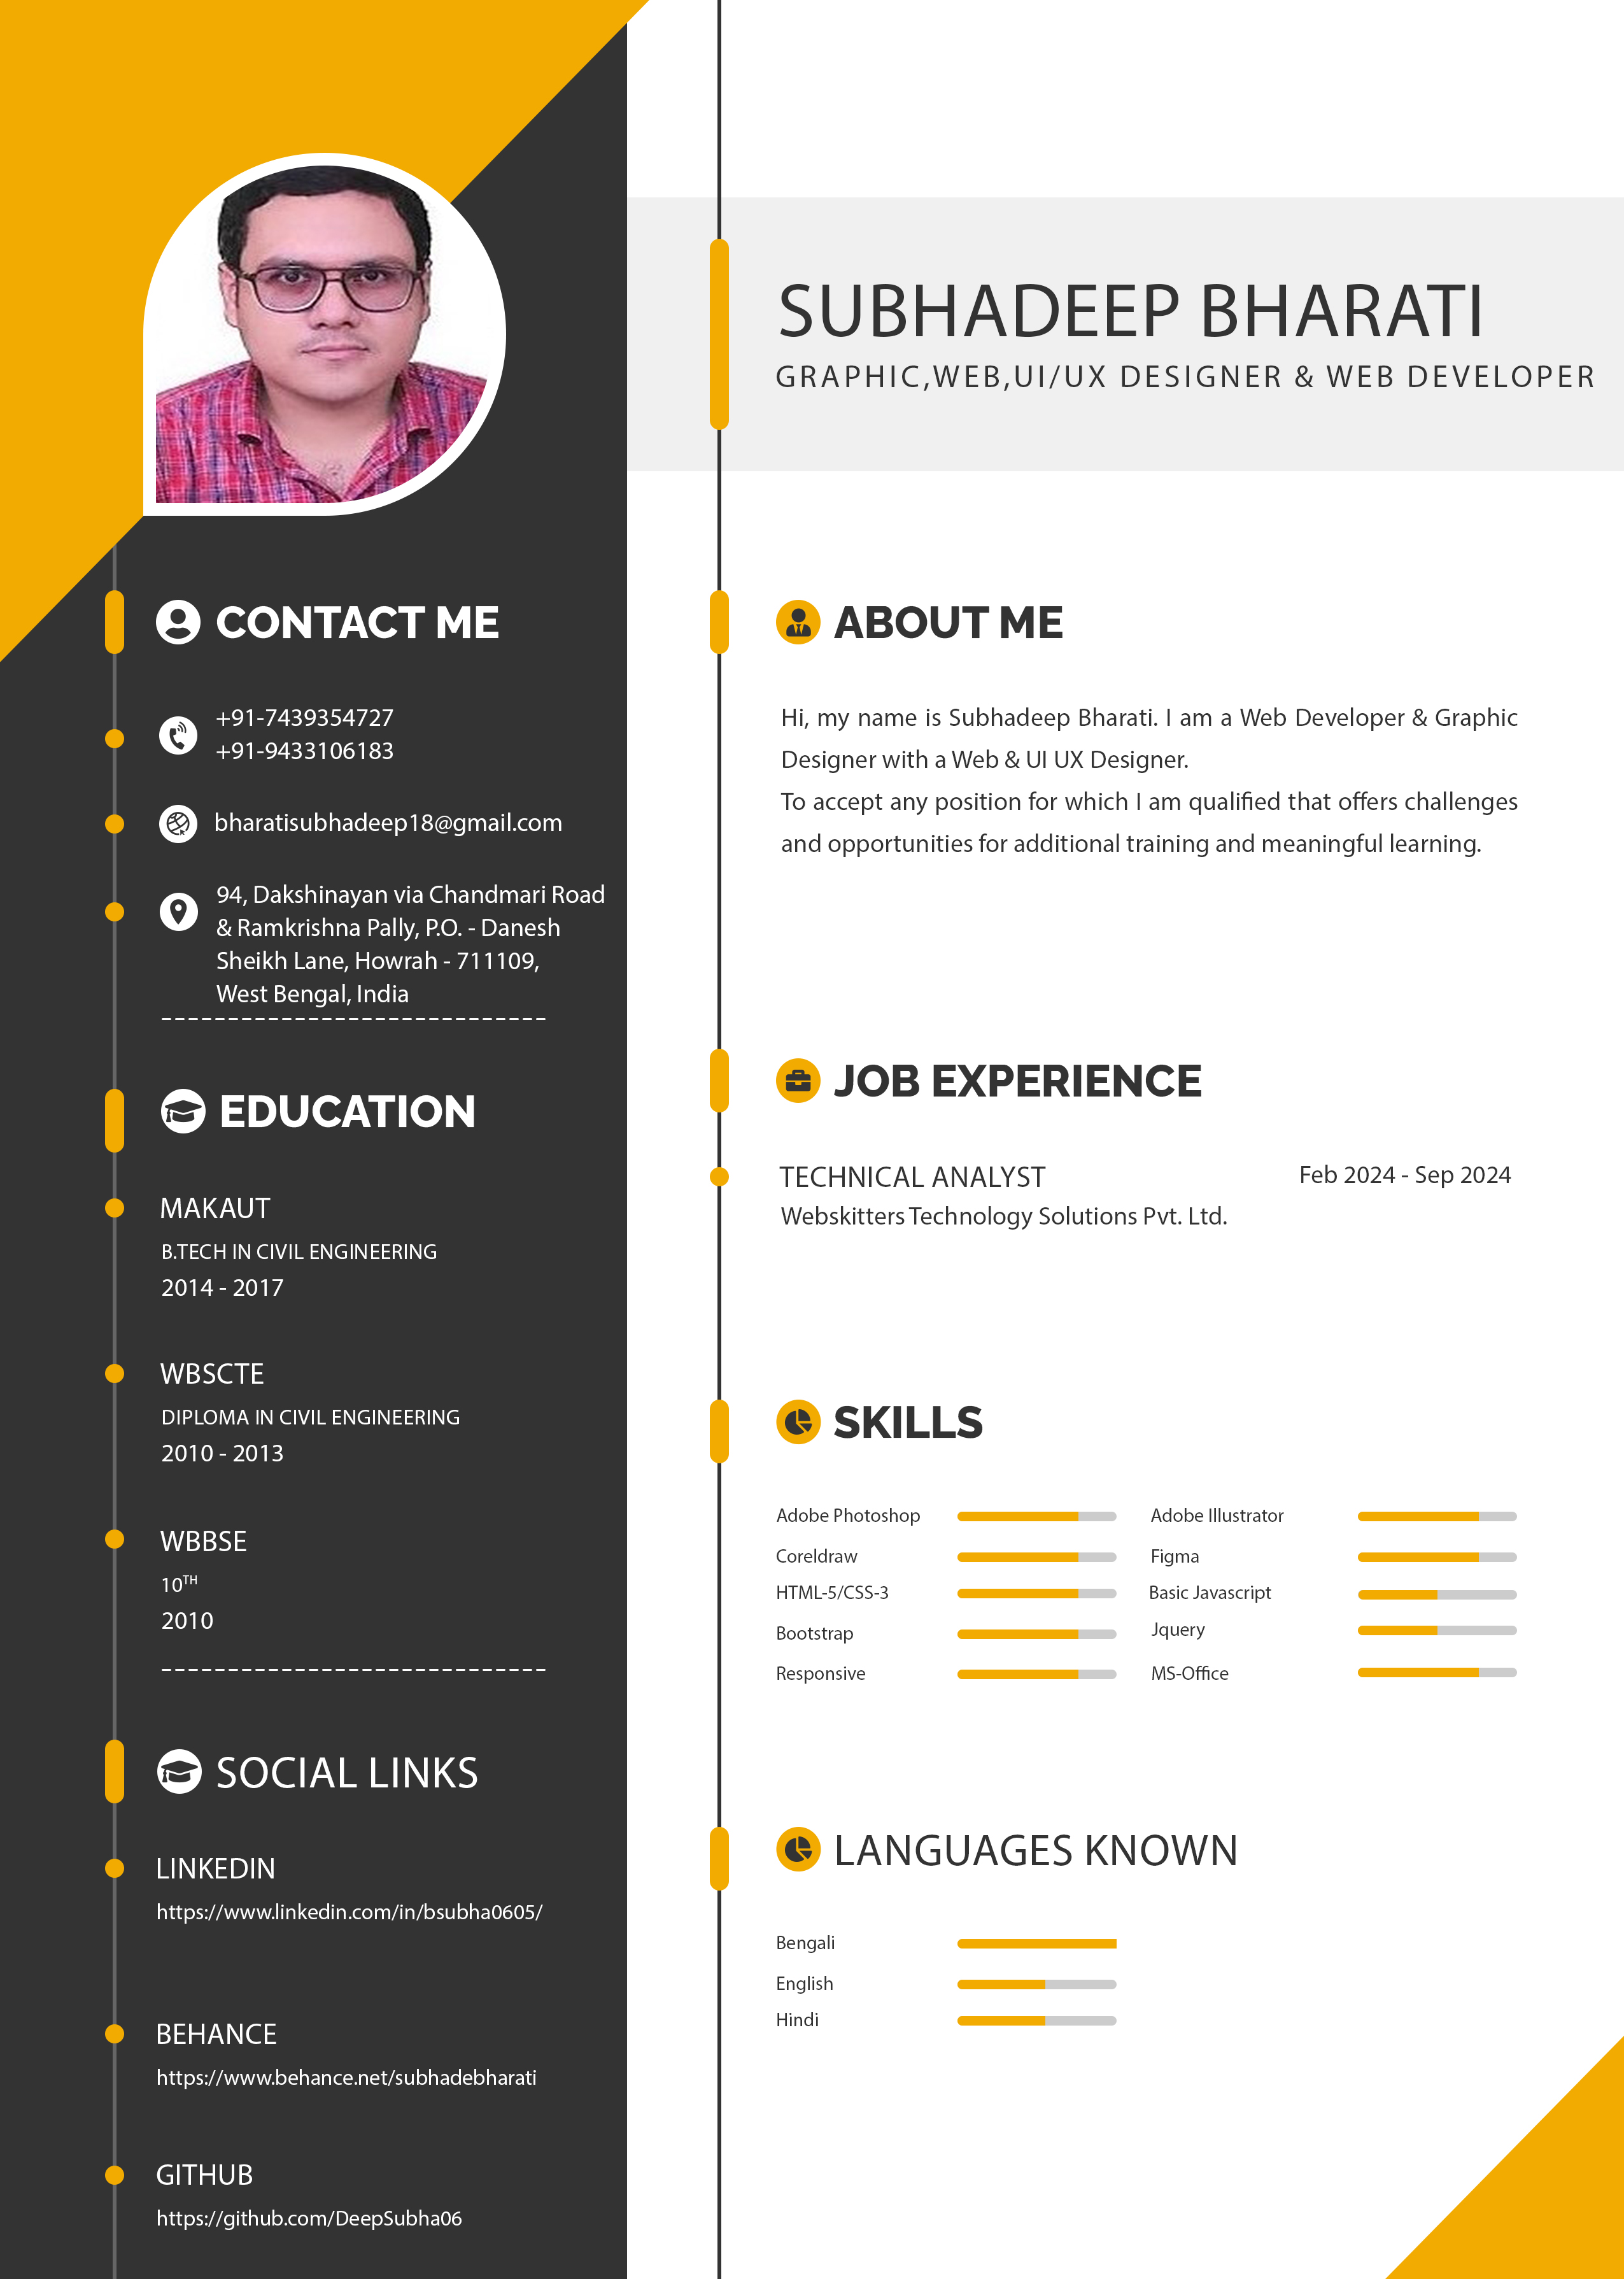 SUBHADEEP BHARATI
GRAPHIC,WEB,UI/UX DESIGNER & WEB DEVELOPER
CONTACT ME
+91-7439354727
+91-9433106183
bharatisubhadeep18@gmail.com
94, Dakshinayan via Chandmari Road
& Ramkrishna Pally, P.O. - Danesh
Sheikh Lane, Howrah - 711109,
West Bengal, India
EDUCATION
MAKAUT
B.TECH IN CIVIL ENGINEERING
2014 - 2017
WBSCTE
DIPLOMA IN CIVIL ENGINEERING
2010 - 2013
WBBSE
10TH
2010
SOCIAL LINKS
LINKEDIN
https://www.linkedin.com/in/bsubha0605/
BEHANCE
https://www.behance.net/subhadebharati
GITHUB
https://github.com/DeepSubha06
ABOUT ME
Hi, my name is Subhadeep Bharati. I am a Web Developer & Graphic
Designer with a Web & UI UX Designer.
To accept any position for which I am qualified that offers challenges
and opportunities for additional training and meaningful learning.
JOB EXPERIENCE
TECHNICAL ANALYST Feb 2024 - Sep 2024
Webskitters Technology Solutions Pvt. Ltd.
SKILLS
Adobe Photoshop Adobe Illustrator
Coreldraw Figma
HTML-5/CSS-3 Basic Javascript
Bootstrap Jquery
Responsive MS-Office
LANGUAGES KNOWN
Bengali
English
Hindi